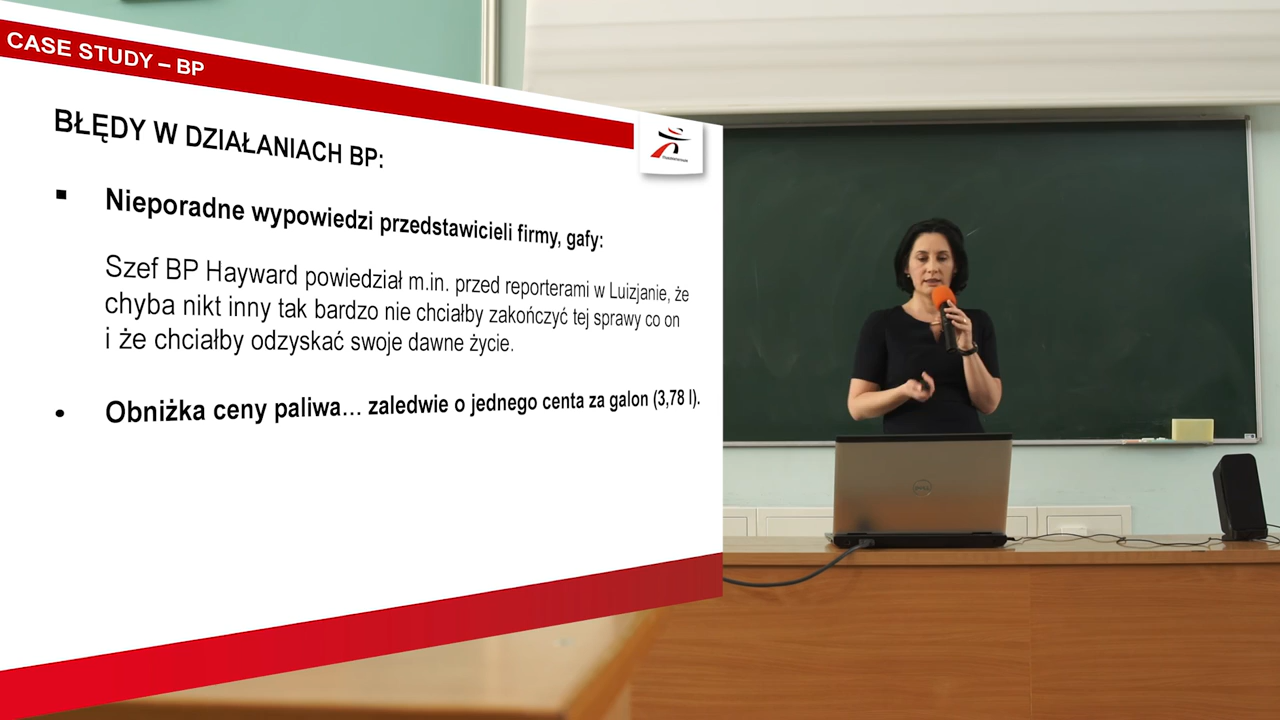 CASE STUDY – BP
BŁĘDY W DZIAŁANIACH BP:
▪ Nieporadne wypowiedzi przedstawicieli firmy, gafy:
Szef BP Hayward powiedział m.in. przed reporterami w Luizjanie, że
chyba nikt inny tak bardzo nie chciałby zakończyć tej sprawy co on
i że chciałby odzyskać swoje dawne życie.
• Obniżka ceny paliwa... zaledwie o jednego centa za galon (3,78 l).
DELL